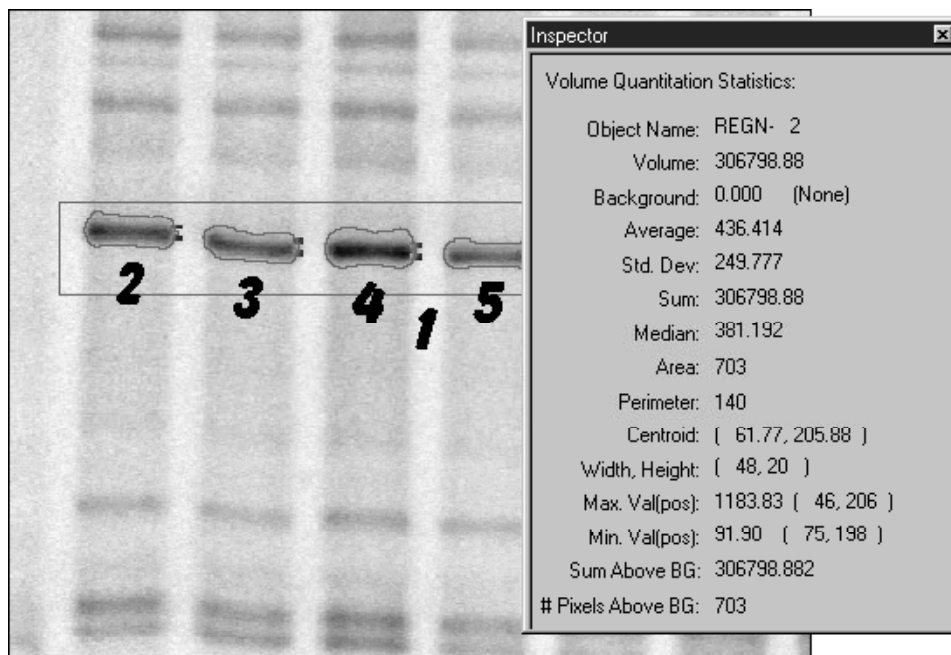 Inspector
Volume Quantitation Statistics:
Object Name: REGN- 2
Volume: 306798.88
Background: 0.000 (None)
Average: 436.414
Std. Dev: 249.777
Sum: 306798.88
Median: 381.192
Area: 703
Perimeter: 140
Centroid: ( 61.77, 205.88 )
Width, Height: ( 48, 20 )
Max. Val(pos): 1183.83 ( 46, 206 )
Min. Val(pos): 91.90 ( 75, 198 )
Sum Above BG: 306798.882
# Pixels Above BG: 703
2 3 4 5
1